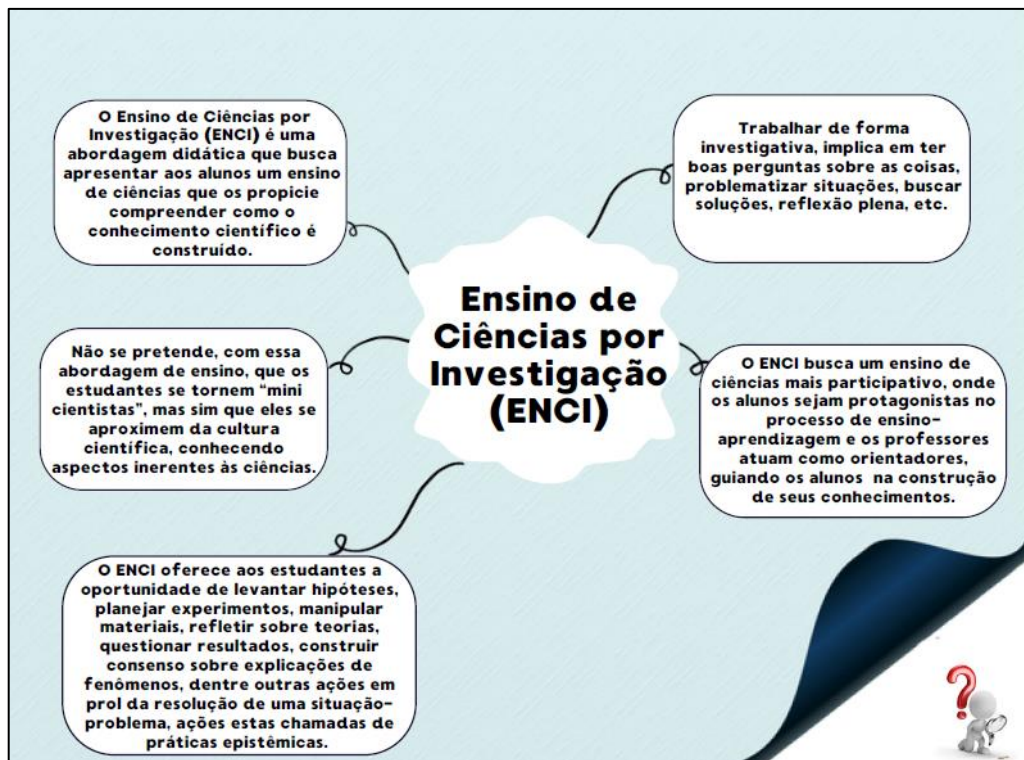 O Ensino de Ciências por
Investigação (ENCI) é uma
abordagem didática que busca
apresentar aos alunos um ensino
de ciências que os propicie
compreender como o
conhecimento científico é
construído.
Trabalhar de forma
investigativa, implica em ter
boas perguntas sobre as coisas,
problematizar situações, buscar
soluções, reflexão plena, etc.
Ensino de
Ciências por
Investigação
(ENCI)
Não se pretende, com essa
abordagem de ensino, que os
estudantes se tornem “mini
cientistas”, mas sim que eles se
aproximem da cultura
científica, conhecendo
aspectos inerentes às ciências.
O ENCI busca um ensino de
ciências mais participativo, onde
os alunos sejam protagonistas no
processo de ensino-
aprendizagem e os professores
atuam como orientadores,
guiando os alunos na construção
de seus conhecimentos.
O ENCI oferece aos estudantes a
oportunidade de levantar hipóteses,
planejar experimentos, manipular
materiais, refletir sobre teorias,
questionar resultados, construir
consenso sobre explicações de
fenômenos, dentre outras ações em
prol da resolução de uma situação-
problema, ações estas chamadas de
práticas epistêmicas.
?